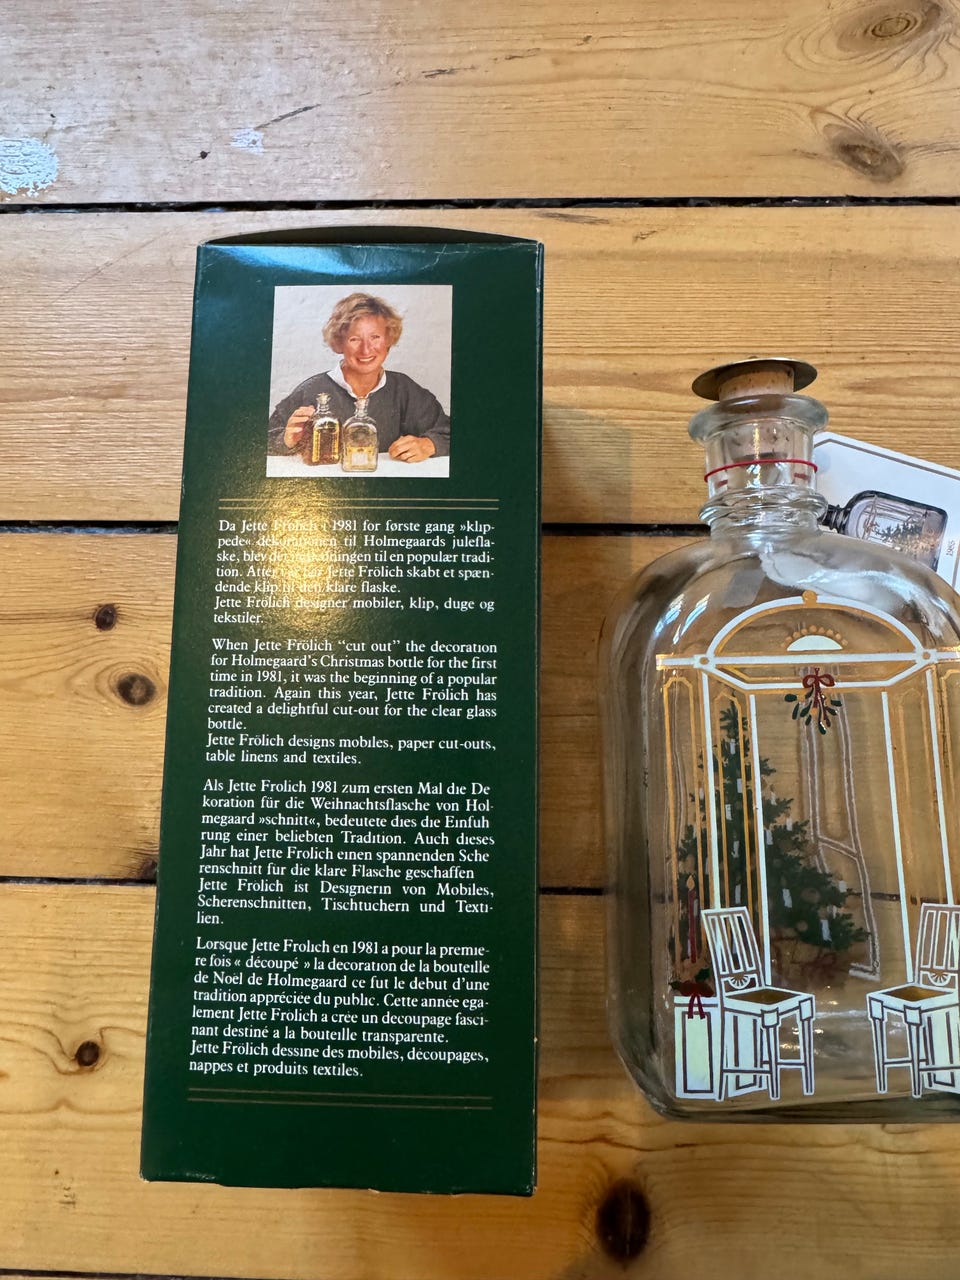 Da Jette Frölich i 1981 for første gang »klip-
pede« dekorationen til Holmegaards julefla-
ske, blev det indledningen til en populær tradi-
tion. Atter i år har Jette Frölich skabt et spæn-
dende klip til den klare flaske.
Jette Frölich designer mobiler, klip, duge og
tekstiler.
When Jette Frölich “cut out” the decoration
for Holmegaard's Christmas bottle for the first
time in 1981, it was the beginning of a popular
tradition. Again this year, Jette Frölich has
created a delightful cut-out for the clear glass
bottle.
Jette Frölich designs mobiles, paper cut-outs,
table linens and textiles.
Als Jette Frölich 1981 zum ersten Mal die De
koration für die Weihnachtsflasche von Hol-
megaard »schnitt«, bedeutete dies die Einfuh
rung einer beliebten Tradition. Auch dieses
Jahr hat Jette Frolich einen spannenden Sche
renschnitt fur die klare Flasche geschaffen
Jette Frölich ist Designerin von Mobiles,
Scherenschnitten, Tischtuchern und Texti-
lien.
Lorsque Jette Frolich en 1981 a pour la premie-
re fois « découpé » la decoration de la bouteille
de Noël de Holmegaard ce fut le debut d'une
tradition appréciée du public. Cette année ega-
lement Jette Frölich a crée un decoupage fasci-
nant destiné a la bouteille transparente.
Jette Frölich dessine des mobiles, découpages,
nappes et produits textiles.
1985